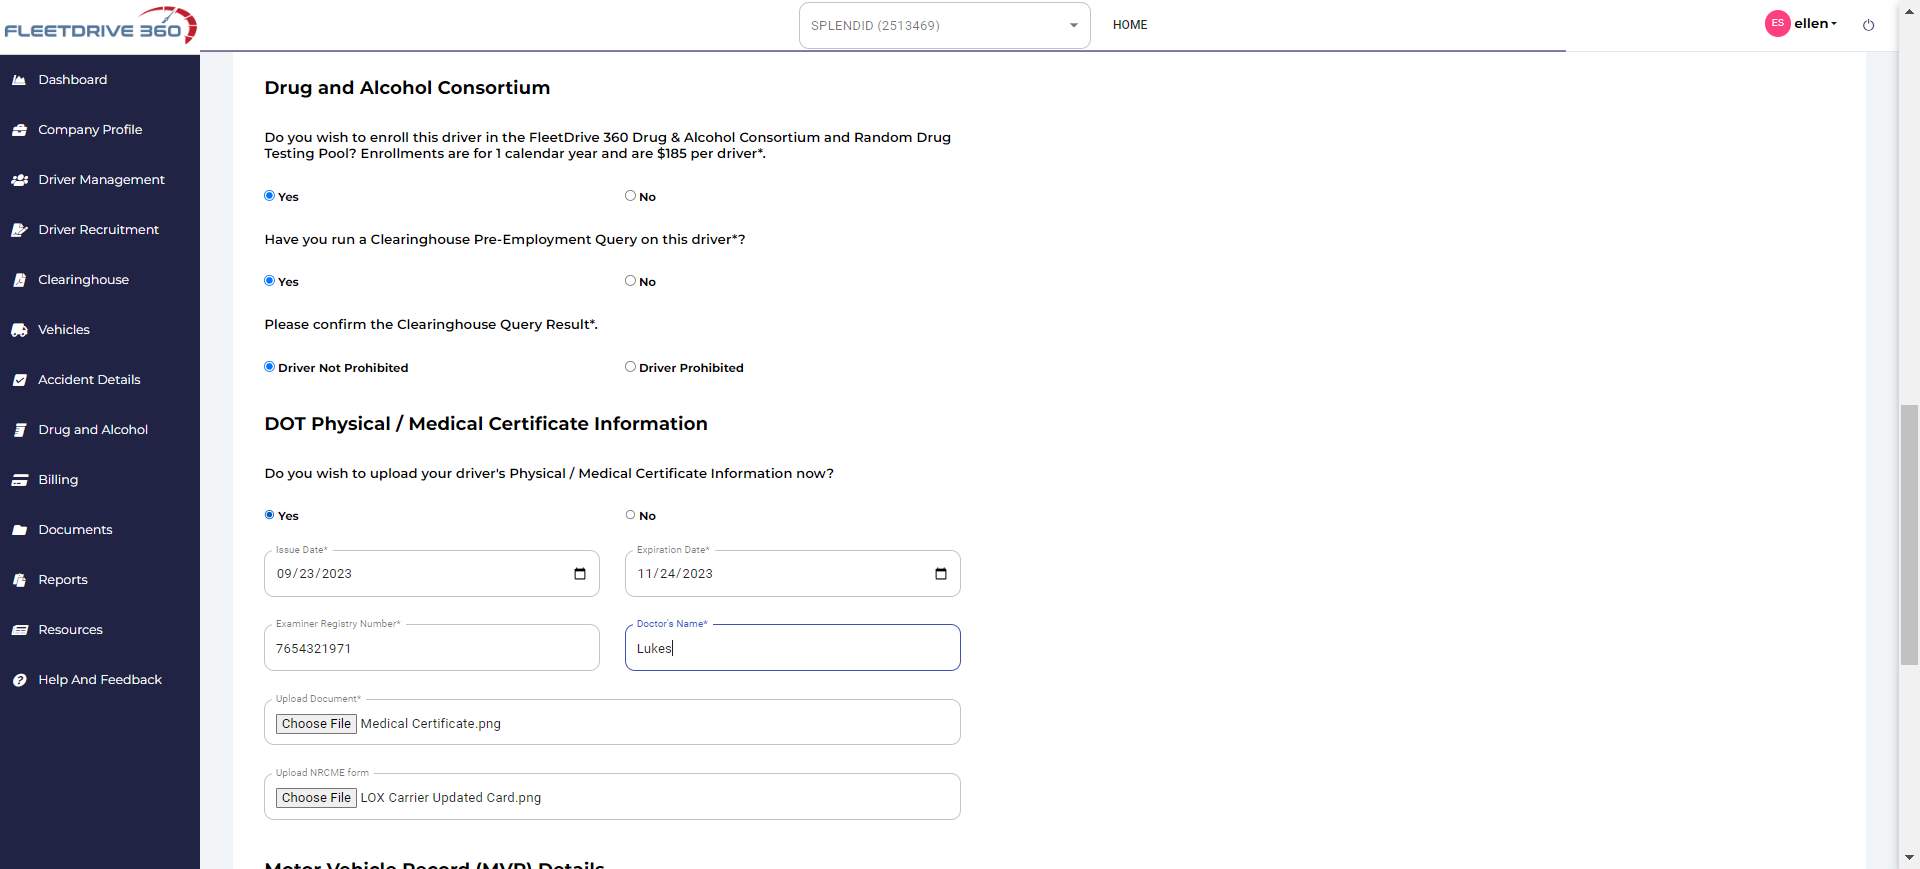 FLEETDRIVE 360
SPLENDID (2513469)
HOME
ES
ellen
Dashboard
Company Profile
Driver Management
Driver Recruitment
Clearinghouse
Vehicles
Accident Details
Drug and Alcohol
Billing
Documents
Reports
Resources
Help And Feedback
Drug and Alcohol Consortium
Do you wish to enroll this driver in the FleetDrive 360 Drug & Alcohol Consortium and Random Drug
Testing Pool? Enrollments are for 1 calendar year and are $185 per driver*.
Yes
No
Have you run a Clearinghouse Pre-Employment Query on this driver*?
Yes
No
Please confirm the Clearinghouse Query Result*.
Driver Not Prohibited
Driver Prohibited
DOT Physical / Medical Certificate Information
Do you wish to upload your driver's Physical / Medical Certificate Information now?
Yes
No
Issue Date*
09/23/2023
Expiration Date*
11/24/2023
Examiner Registry Number*
7654321971
Doctor's Name*
Lukes
Upload Document*
Choose File Medical Certificate.png
Upload NRCME form
Choose File LOX Carrier Updated Card.png
Motor Vehicle Record (MVR) Details